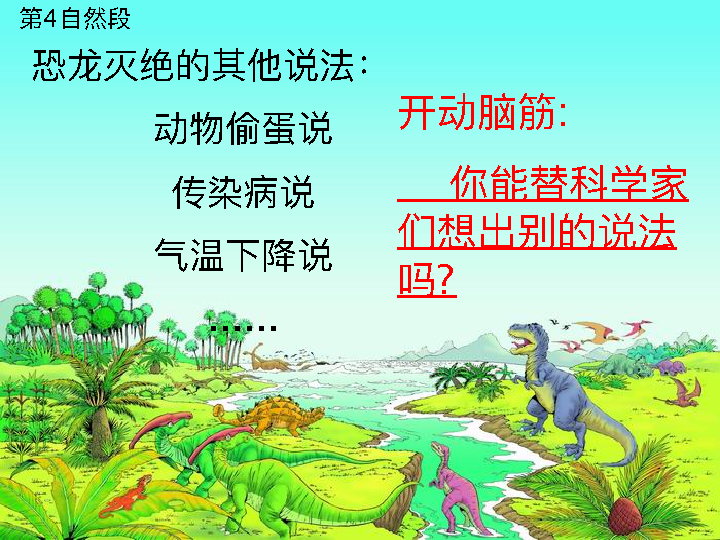 第4自然段
恐龙灭绝的其他说法：
动物偷蛋说
传染病说
气温下降说
……
开动脑筋:
你能替科学家
们想出别的说法
吗?